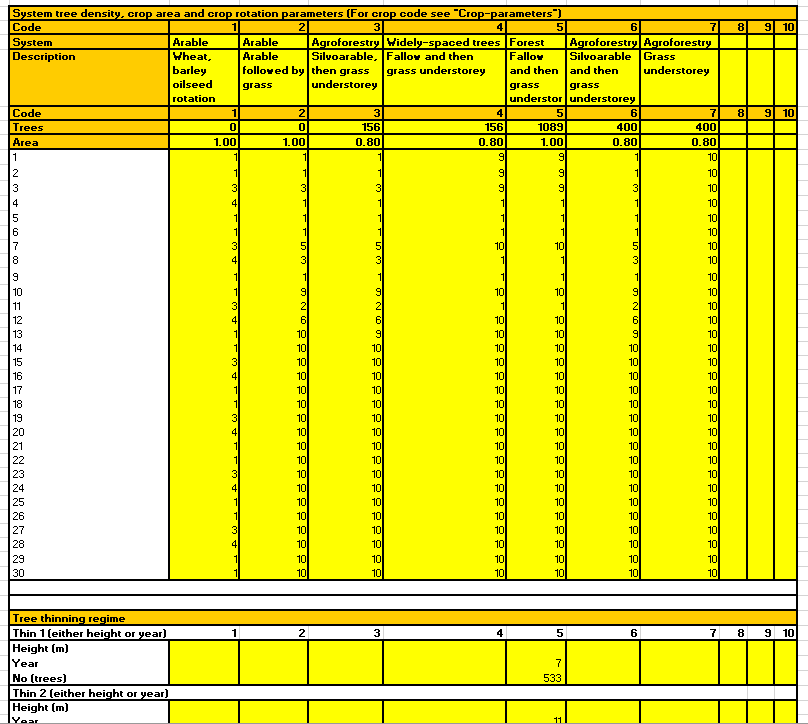 System tree density, crop area and crop rotation parameters (For crop code see "Crop-parameters")
Code 1 2 3 4 5 6 7 8 9 10
System Arable Arable Agroforestry Widely-spaced trees Forest Agroforestry Agroforestry
Description Wheat, Arable Silvoarable, Fallow and then Fallow Silvoarable Grass
barley followed by then grass grass understorey and then and then understorey
oilseed grass understorey grass grass
rotation understor understorey
Code 1 2 3 4 5 6 7 8 9 10
Trees 0 0 156 156 1089 400 400
Area 1.00 1.00 0.80 0.80 1.00 0.80 0.80
1 1 1 1 9 9 1 10
2 1 1 1 9 9 1 10
3 3 3 3 9 9 3 10
4 4 1 1 1 1 1 10
5 1 1 1 1 1 1 10
6 1 1 1 1 1 1 10
7 3 5 5 10 10 5 10
8 4 3 3 1 1 3 10
9 1 1 1 1 1 1 10
10 1 9 9 10 10 9 10
11 3 2 2 1 1 2 10
12 4 6 6 10 10 6 10
13 1 10 9 10 10 9 10
14 1 10 10 10 10 10 10
15 3 10 10 10 10 10 10
16 4 10 10 10 10 10 10
17 1 10 10 10 10 10 10
18 1 10 10 10 10 10 10
19 3 10 10 10 10 10 10
20 4 10 10 10 10 10 10
21 1 10 10 10 10 10 10
22 1 10 10 10 10 10 10
23 3 10 10 10 10 10 10
24 4 10 10 10 10 10 10
25 1 10 10 10 10 10 10
26 1 10 10 10 10 10 10
27 3 10 10 10 10 10 10
28 4 10 10 10 10 10 10
29 1 10 10 10 10 10 10
30 1 10 10 10 10 10 10
Tree thinning regime
Thin 1 (either height or year) 1 2 3 4 5 6 7 8 9 10
Height (m)
Year 7
No (trees) 533
Thin 2 (either height or year)
Height (m)
Year 11